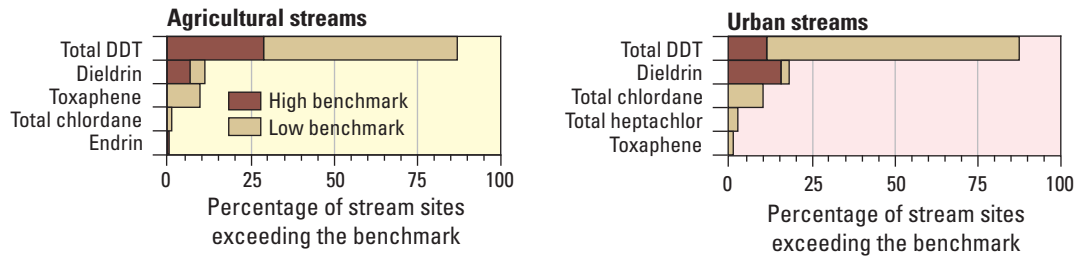 Agricultural streams
Total DDT
Dieldrin
Toxaphene
Total chlordane
Endrin
High benchmark
Low benchmark
0 25 50 75 100
Percentage of stream sites
exceeding the benchmark
Urban streams
Total DDT
Dieldrin
Total chlordane
Total heptachlor
Toxaphene
0 25 50 75 100
Percentage of stream sites
exceeding the benchmark